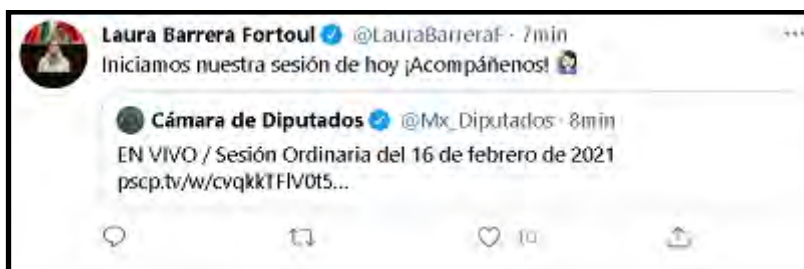 Laura Barrera Fortoul @LauraBarreraF · 7min
Iniciamos nuestra sesión de hoy ¡Acompáñenos! 🙋🏻‍♀️
Cámara de Diputados @Mx_Diputados · 8min
EN VIVO / Sesión Ordinaria del 16 de febrero de 2021
pscp.tv/w/cvqkkTFlV0t5...
10